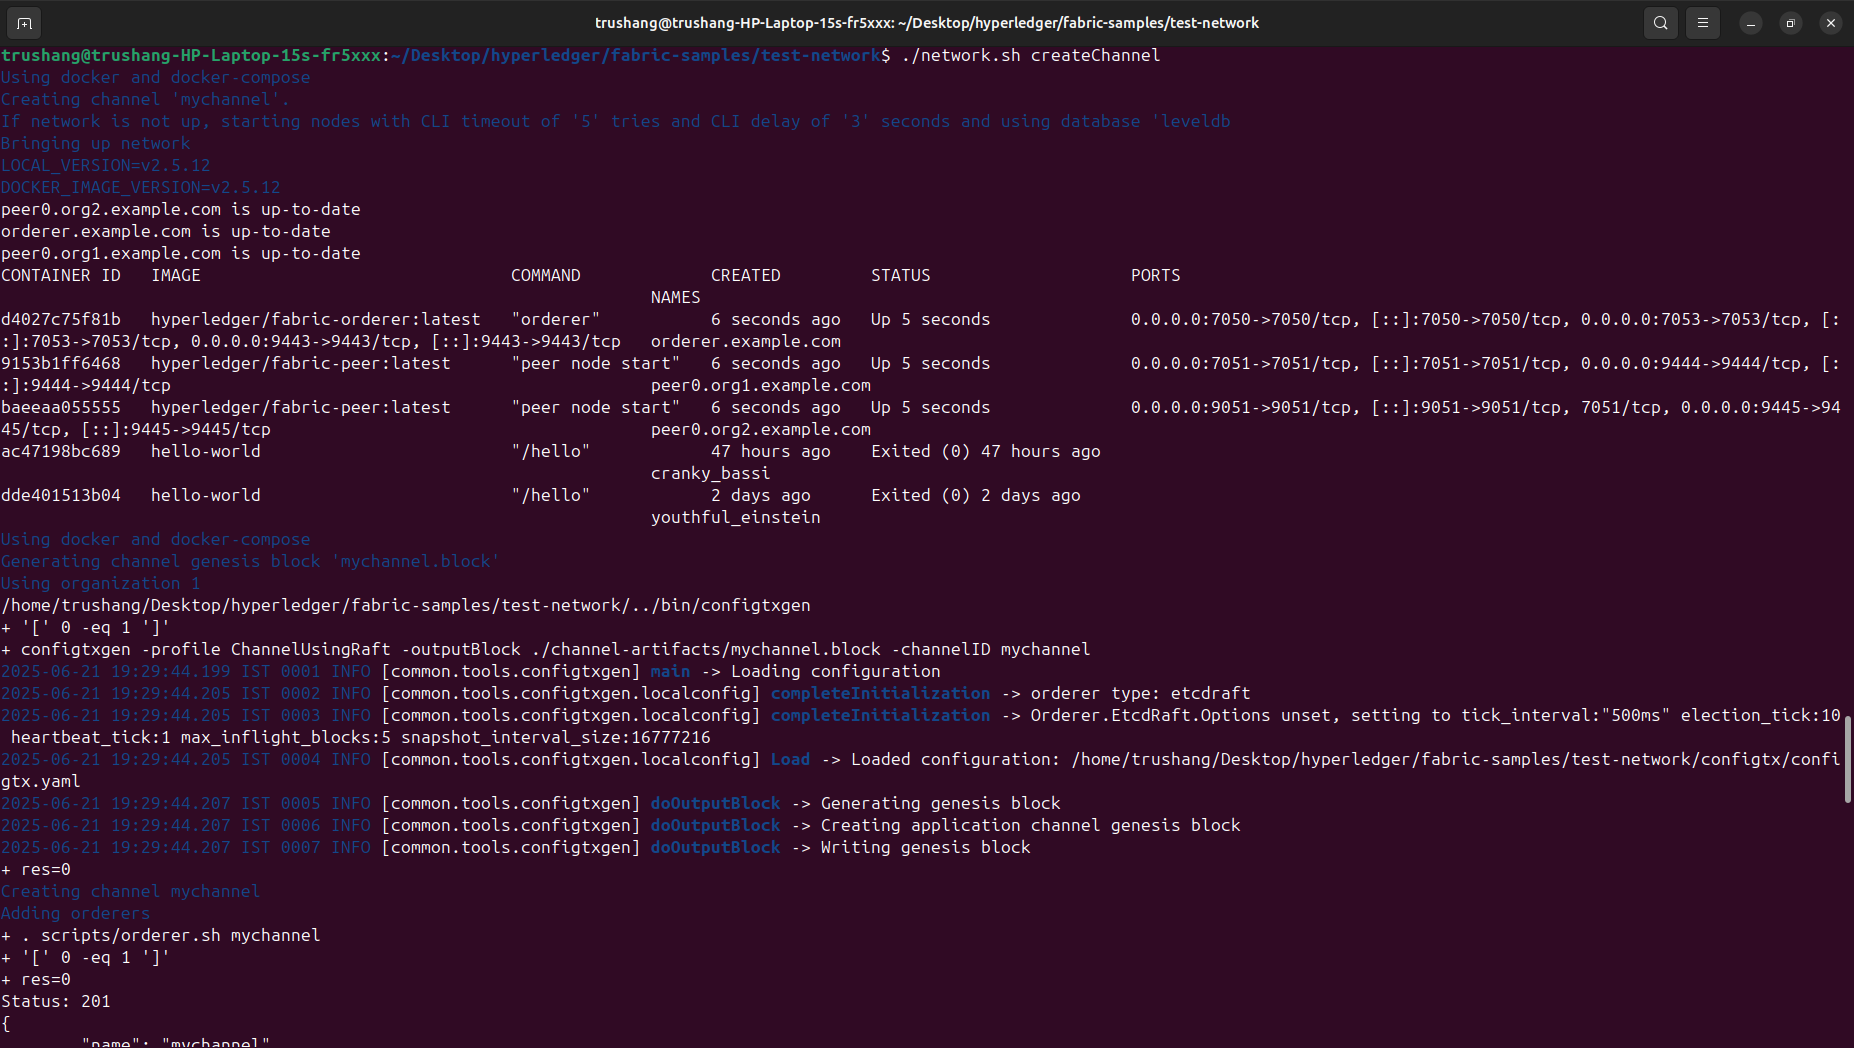 trushang@trushang-HP-Laptop-15s-fr5xxx: ~/Desktop/hyperledger/fabric-samples/test-network
trushang@trushang-HP-Laptop-15s-fr5xxx:~/Desktop/hyperledger/fabric-samples/test-network$ ./network.sh createChannel
Using docker and docker-compose
Creating channel 'mychannel'.
If network is not up, starting nodes with CLI timeout of '5' tries and CLI delay of '3' seconds and using database 'leveldb
Bringing up network
LOCAL_VERSION=v2.5.12
DOCKER_IMAGE_VERSION=v2.5.12
peer0.org2.example.com is up-to-date
orderer.example.com is up-to-date
peer0.org1.example.com is up-to-date
CONTAINER ID   IMAGE                               COMMAND             CREATED         STATUS                    PORTS
                                                                 NAMES
d4027c75f81b   hyperledger/fabric-orderer:latest   "orderer"           6 seconds ago   Up 5 seconds              0.0.0.0:7050->7050/tcp, [::]:7050->7050/tcp, 0.0.0.0:7053->7053/tcp, [:
:]:7053->7053/tcp, 0.0.0.0:9443->9443/tcp, [::]:9443->9443/tcp   orderer.example.com
9153b1ff6468   hyperledger/fabric-peer:latest      "peer node start"   6 seconds ago   Up 5 seconds              0.0.0.0:7051->7051/tcp, [::]:7051->7051/tcp, 0.0.0.0:9444->9444/tcp, [:
:]:9444->9444/tcp                                                peer0.org1.example.com
baeeaa055555   hyperledger/fabric-peer:latest      "peer node start"   6 seconds ago   Up 5 seconds              0.0.0.0:9051->9051/tcp, [::]:9051->9051/tcp, 7051/tcp, 0.0.0.0:9445->94
45/tcp, [::]:9445->9445/tcp                                      peer0.org2.example.com
ac47198bc689   hello-world                         "/hello"            47 hours ago    Exited (0) 47 hours ago
                                                                 cranky_bassi
dde401513b04   hello-world                         "/hello"            2 days ago      Exited (0) 2 days ago
                                                                 youthful_einstein
Using docker and docker-compose
Generating channel genesis block 'mychannel.block'
Using organization 1
/home/trushang/Desktop/hyperledger/fabric-samples/test-network/../bin/configtxgen
+ '[' 0 -eq 1 ']'
+ configtxgen -profile ChannelUsingRaft -outputBlock ./channel-artifacts/mychannel.block -channelID mychannel
2025-06-21 19:29:44.199 IST 0001 INFO [common.tools.configtxgen] main -> Loading configuration
2025-06-21 19:29:44.205 IST 0002 INFO [common.tools.configtxgen.localconfig] completeInitialization -> orderer type: etcdraft
2025-06-21 19:29:44.205 IST 0003 INFO [common.tools.configtxgen.localconfig] completeInitialization -> Orderer.EtcdRaft.Options unset, setting to tick_interval:"500ms" election_tick:10
 heartbeat_tick:1 max_inflight_blocks:5 snapshot_interval_size:16777216
2025-06-21 19:29:44.205 IST 0004 INFO [common.tools.configtxgen.localconfig] Load -> Loaded configuration: /home/trushang/Desktop/hyperledger/fabric-samples/test-network/configtx/confi
gtx.yaml
2025-06-21 19:29:44.207 IST 0005 INFO [common.tools.configtxgen] doOutputBlock -> Generating genesis block
2025-06-21 19:29:44.207 IST 0006 INFO [common.tools.configtxgen] doOutputBlock -> Creating application channel genesis block
2025-06-21 19:29:44.207 IST 0007 INFO [common.tools.configtxgen] doOutputBlock -> Writing genesis block
+ res=0
Creating channel mychannel
Adding orderers
+ . scripts/orderer.sh mychannel
+ '[' 0 -eq 1 ']'
+ res=0
Status: 201
{
        "name": "mychannel"